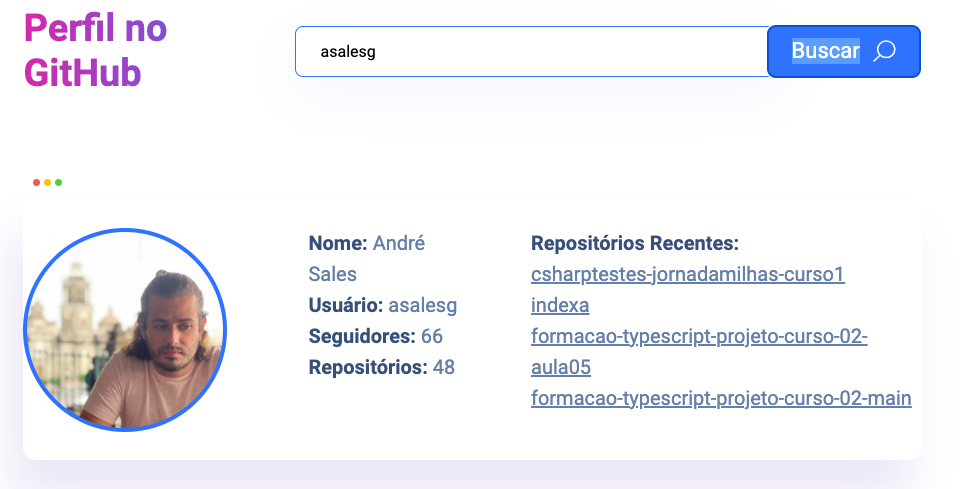 Perfil no
GitHub
asalesg
Buscar
Nome: André
Sales
Usuário: asalesg
Seguidores: 66
Repositórios: 48
Repositórios Recentes:
csharptestes-jornadamilhas-curso1
indexa
formacao-typescript-projeto-curso-02-
aula05
formacao-typescript-projeto-curso-02-main